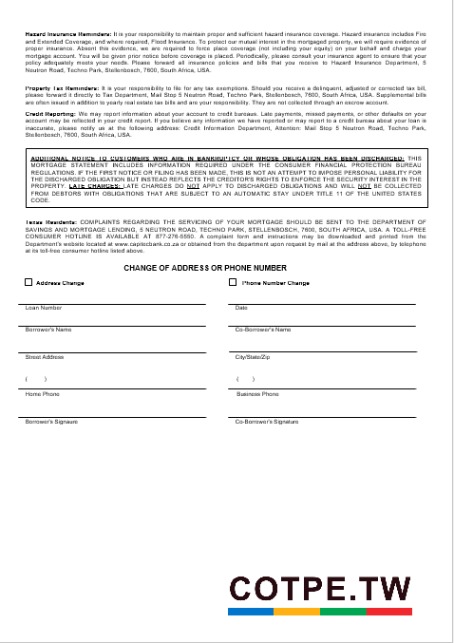 Hazard Insurance Reminders: It is your responsibility to maintain proper and sufficient hazard insurance coverage. Hazard insurance includes Fire
and Extended Coverage, and where required, Flood Insurance. To protect our mutual interest in the mortgaged property, we will require evidence of
proper insurance. Absent this evidence, we are required to force place coverage (not including your equity) on your behalf and charge your
mortgage account. You will be given prior notice before coverage is placed. Periodically, please consult your insurance agent to ensure that your
policy adequately meets your needs. Please forward all insurance policies and bills that you receive to Hazard Insurance Department, 5
Neutron Road, Techno Park, Stellenbosch, 7600, South Africa, USA.
Property Tax Reminders: It is your responsibility to file for any tax exemptions. Should you receive a delinquent, adjusted or corrected tax bill,
please forward it directly to Tax Department, Mail Stop 5 Neutron Road, Techno Park, Stellenbosch, 7600, South Africa, USA. Supplemental bills
are often issued in addition to yearly real estate tax bills and are your responsibility. They are not collected through an escrow account.
Credit Reporting: We may report information about your account to credit bureaus. Late payments, missed payments, or other defaults on your
account may be reflected in your credit report. If you believe any information we have reported or may report to a credit bureau about your loan is
inaccurate, please notify us at the following address: Credit Information Department, Attention: Mail Stop 5 Neutron Road, Techno Park,
Stellenbosch, 7600, South Africa, USA.
ADDITIONAL NOTICE TO CUSTOMERS WHO ARE IN BANKRUPTCY OR WHOSE OBLIGATION HAS BEEN DISCHARGED: THIS
MORTGAGE STATEMENT INCLUDES INFORMATION REQUIRED UNDER THE CONSUMER FINANCIAL PROTECTION BUREAU
REGULATIONS. IF THE FIRST NOTICE OR FILING HAS BEEN MADE, THIS IS NOT AN ATTEMPT TO IMPOSE PERSONAL LIABILITY FOR
THE DISCHARGED OBLIGATION BUT INSTEAD REFLECTS THE CREDITOR'S RIGHTS TO ENFORCE THE SECURITY INTEREST IN THE
PROPERTY. LATE CHARGES: LATE CHARGES DO NOT APPLY TO DISCHARGED OBLIGATIONS AND WILL NOT BE COLLECTED
FROM DEBTORS WITH OBLIGATIONS THAT ARE SUBJECT TO AN AUTOMATIC STAY UNDER TITLE 11 OF THE UNITED STATES
CODE.
Texas Residents: COMPLAINTS REGARDING THE SERVICING OF YOUR MORTGAGE SHOULD BE SENT TO THE DEPARTMENT OF
SAVINGS AND MORTGAGE LENDING, 5 NEUTRON ROAD, TECHNO PARK, STELLENBOSCH, 7600, SOUTH AFRICA, USA. A TOLL-FREE
CONSUMER HOTLINE IS AVAILABLE AT 877-276-5550. A complaint form and instructions may be downloaded and printed from the
Department's website located at www.capitecbank.co.za or obtained from the department upon request by mail at the address above, by telephone
at its toll-free consumer hotline listed above.
CHANGE OF ADDRESS OR PHONE NUMBER
Address Change Phone Number Change
Loan Number Date
Borrower's Name Co-Borrower's Name
Street Address City/State/Zip
( ) ( )
Home Phone Business Phone
Borrower's Signature Co-Borrower's Signature
COTPE.TW